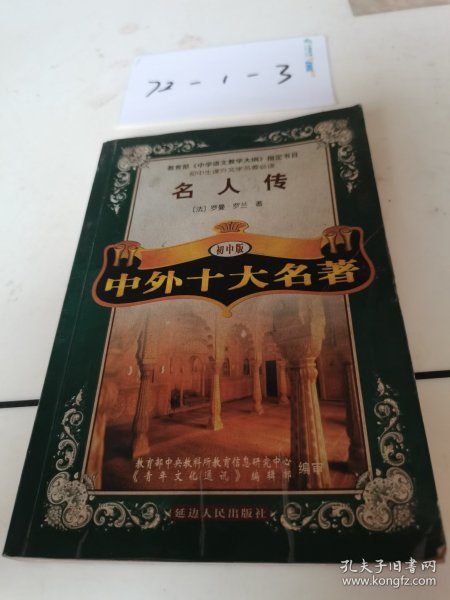 72-1-3
教育部《中学语文教学大纲》指定书目
初中生课外文学名著必读
名人传
［法］罗曼·罗兰 著
初中版
中外十大名著
教育部中央教科所教育信息研究中心
《青年文化通讯》编辑部 编审
延边人民出版社
孔夫子旧书网
www.kongfz.com